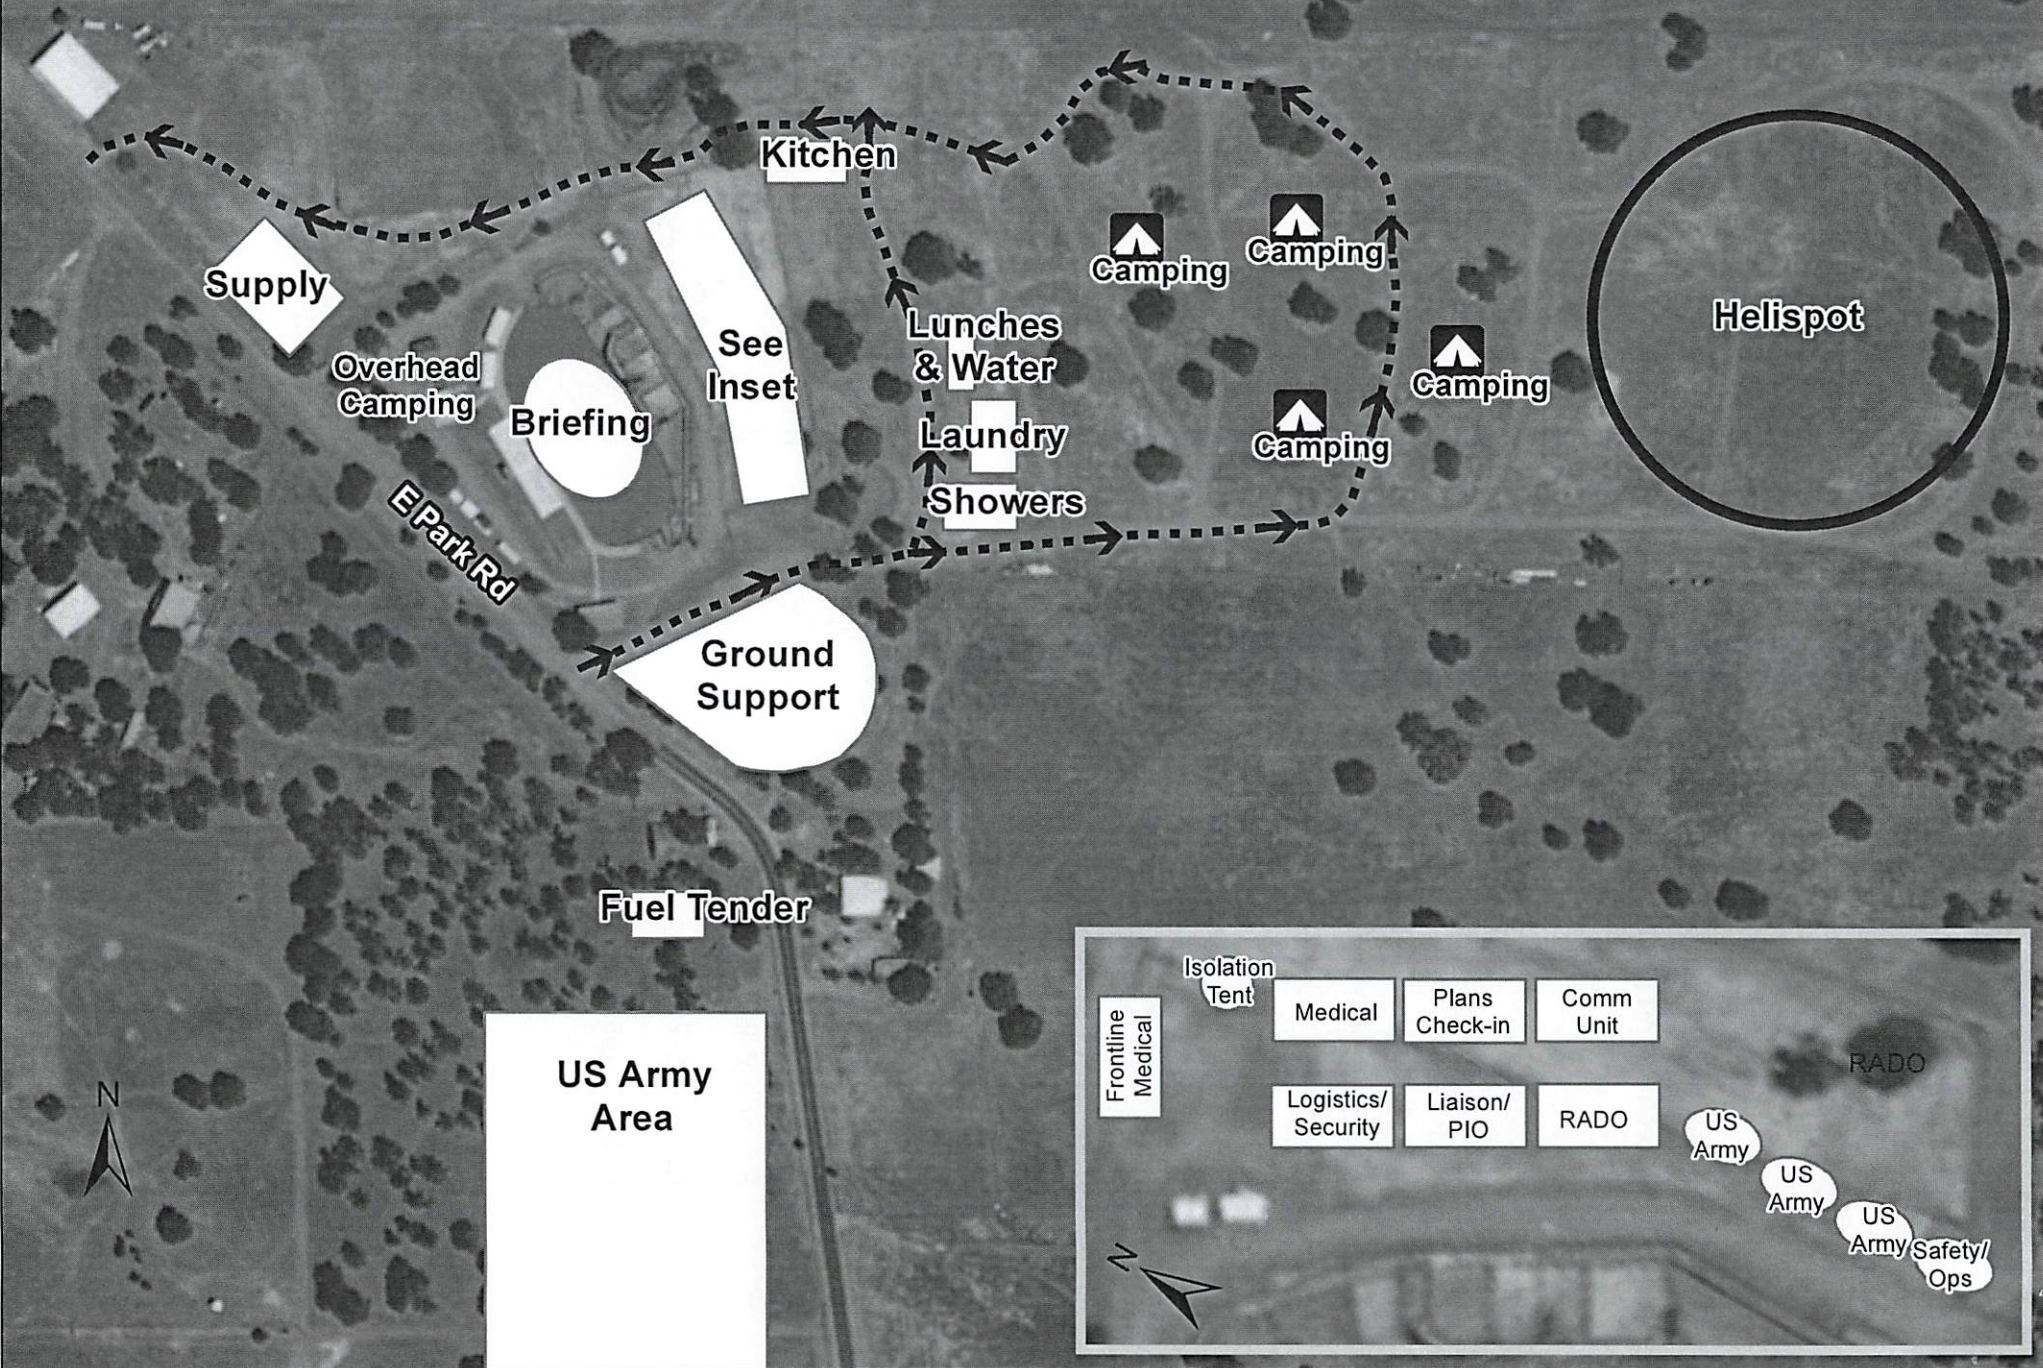 Kitchen
Camping
Camping
Supply
Helispot
Lunches
& Water
See
Inset
Overhead
Camping
Camping
Briefing
Laundry
Camping
Showers
E Park Rd
Ground
Support
Fuel Tender
US Army
Area
N
Isolation
Tent
Frontline
Medical
Medical
Plans
Check-in
Comm
Unit
RADO
Logistics/
Security
Liaison/
PIO
RADO
US
Army
US
Army
US
Army
Safety/
Ops
N